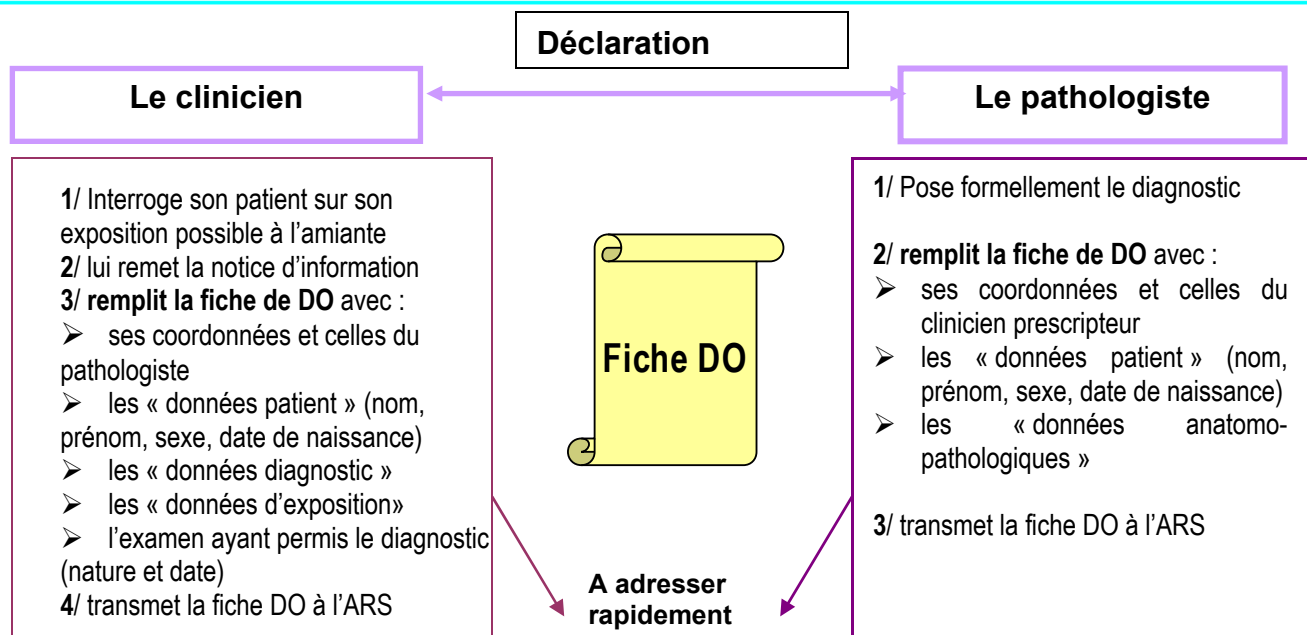 Déclaration
Le clinicien
Le pathologiste
1/ Interroge son patient sur son
exposition possible à l’amiante
2/ lui remet la notice d’information
3/ remplit la fiche de DO avec :
➢ ses coordonnées et celles du
pathologiste
➢ les « données patient » (nom,
prénom, sexe, date de naissance)
➢ les « données diagnostic »
➢ les « données d’exposition»
➢ l’examen ayant permis le diagnostic
(nature et date)
4/ transmet la fiche DO à l’ARS
Fiche DO
A adresser
rapidement
1/ Pose formellement le diagnostic
2/ remplit la fiche de DO avec :
➢ ses coordonnées et celles du
clinicien prescripteur
➢ les « données patient » (nom,
prénom, sexe, date de naissance)
➢ les « données anatomo-
pathologiques »
3/ transmet la fiche DO à l’ARS